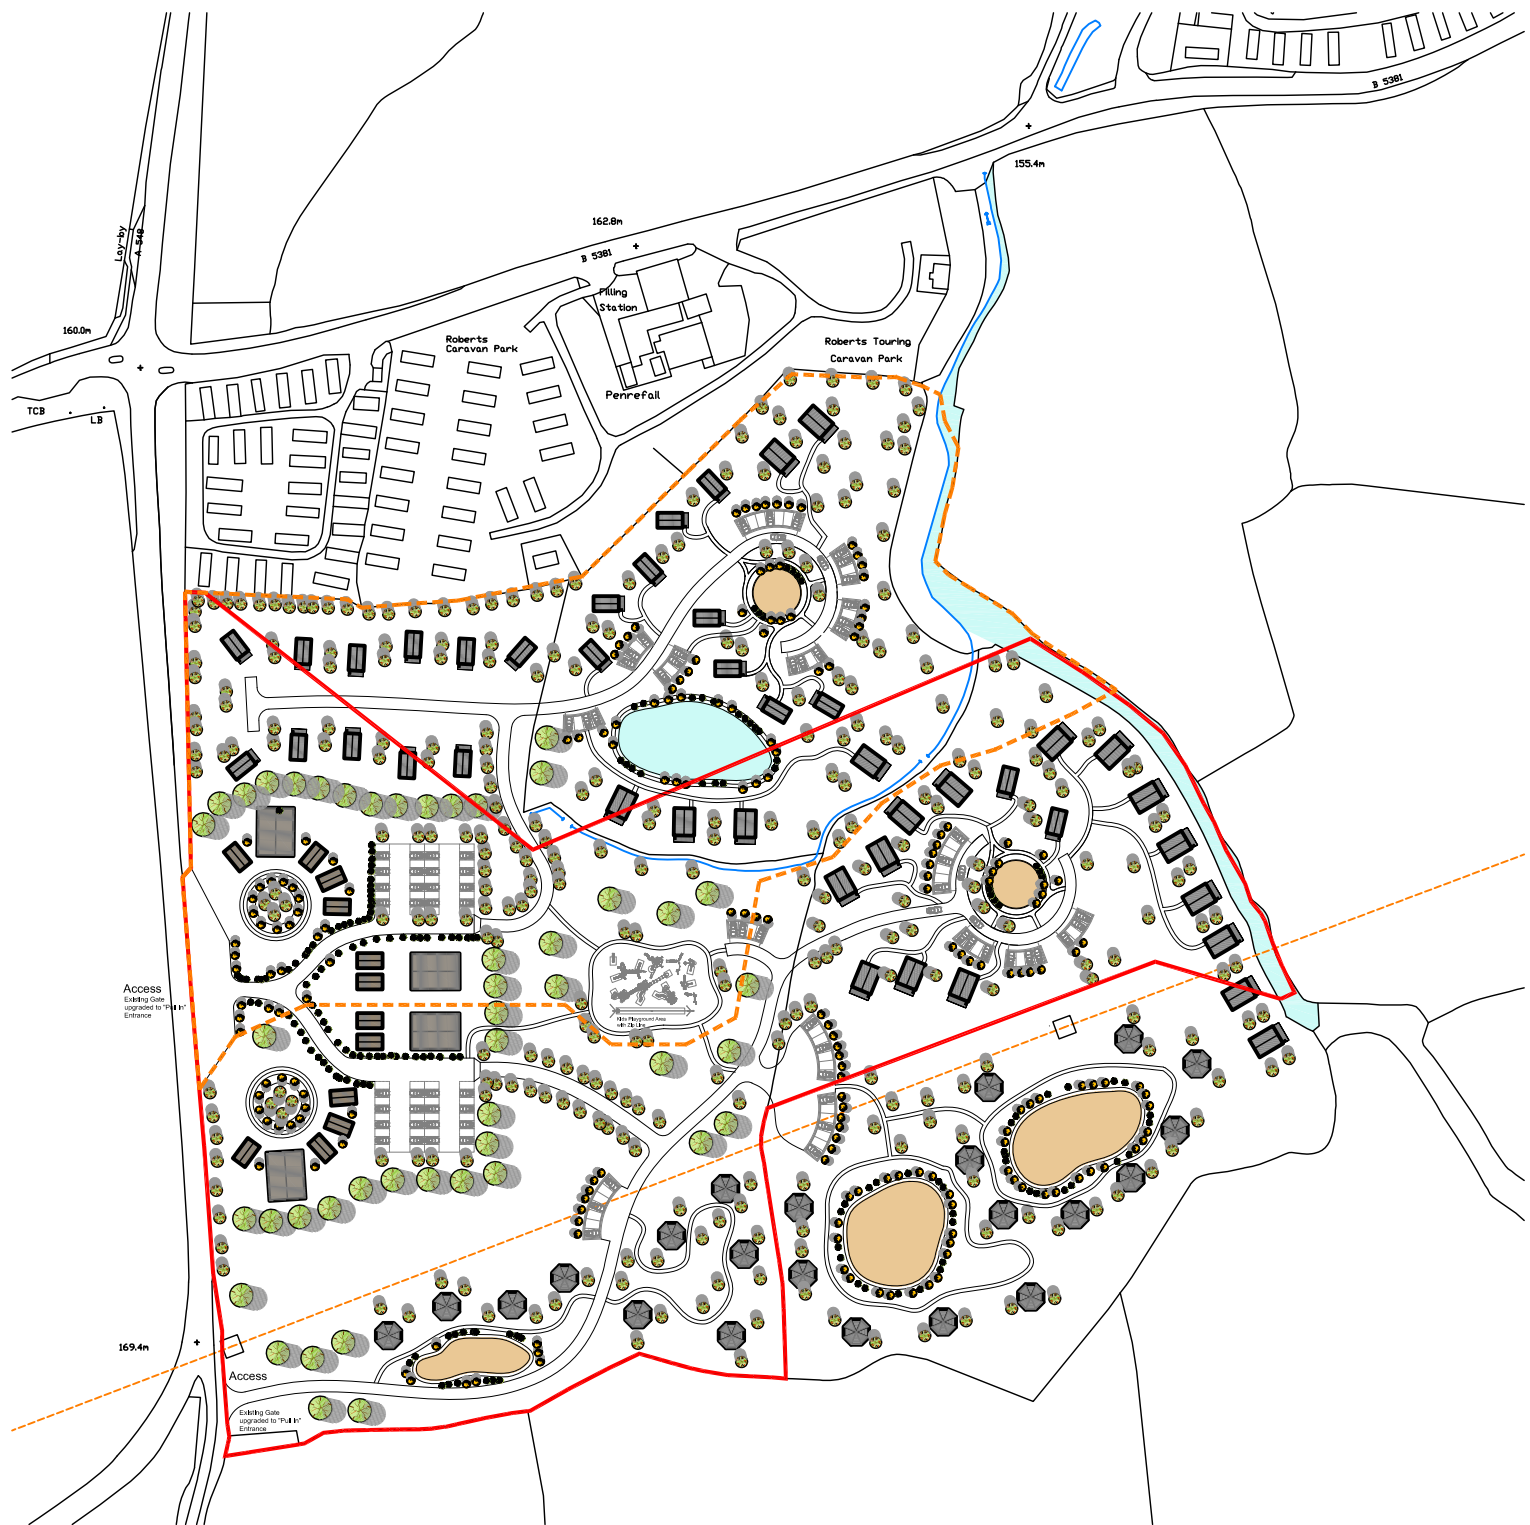 B 5381
155.4m
162.8m
B 5381
Lay-by
A 548
Filling
Station
160.0m
Roberts
Caravan Park
Roberts Touring
Caravan Park
Penrefail
TCB
LB
Access
Existing Gate
upgraded to "Pull In"
Entrance
Kids Playground Area
with Zip Line
169.4m
Access
Existing Gate
upgraded to "Pull In"
Entrance